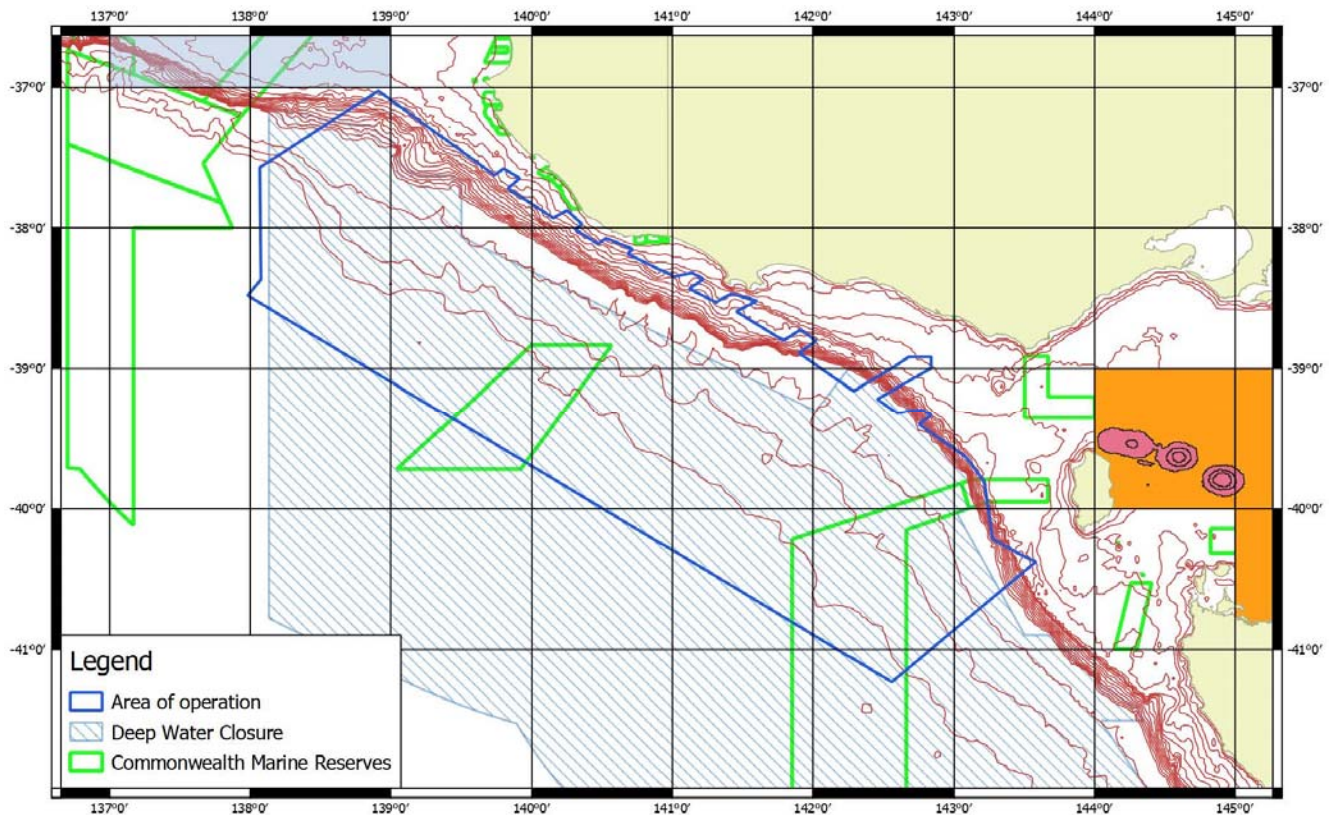 137°0' 138°0' 139°0' 140°0' 141°0' 142°0' 143°0' 144°0' 145°0'
-37°0' -37°0'
-38°0' -38°0'
-39°0' -39°0'
-40°0' -40°0'
-41°0' -41°0'
Legend
Area of operation
Deep Water Closure
Commonwealth Marine Reserves
137°0' 138°0' 139°0' 140°0' 141°0' 142°0' 143°0' 144°0' 145°0'